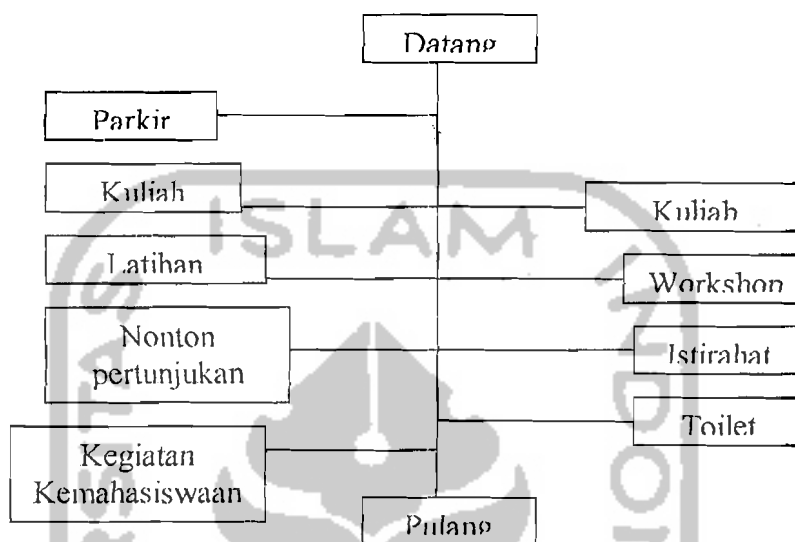 Datang
Parkir
Kuliah
Kuliah
Latihan
Workshop
Nonton
pertunjukan
Istirahat
Toilet
Kegiatan
Kemahasiswaan
Pulang
ISLAM